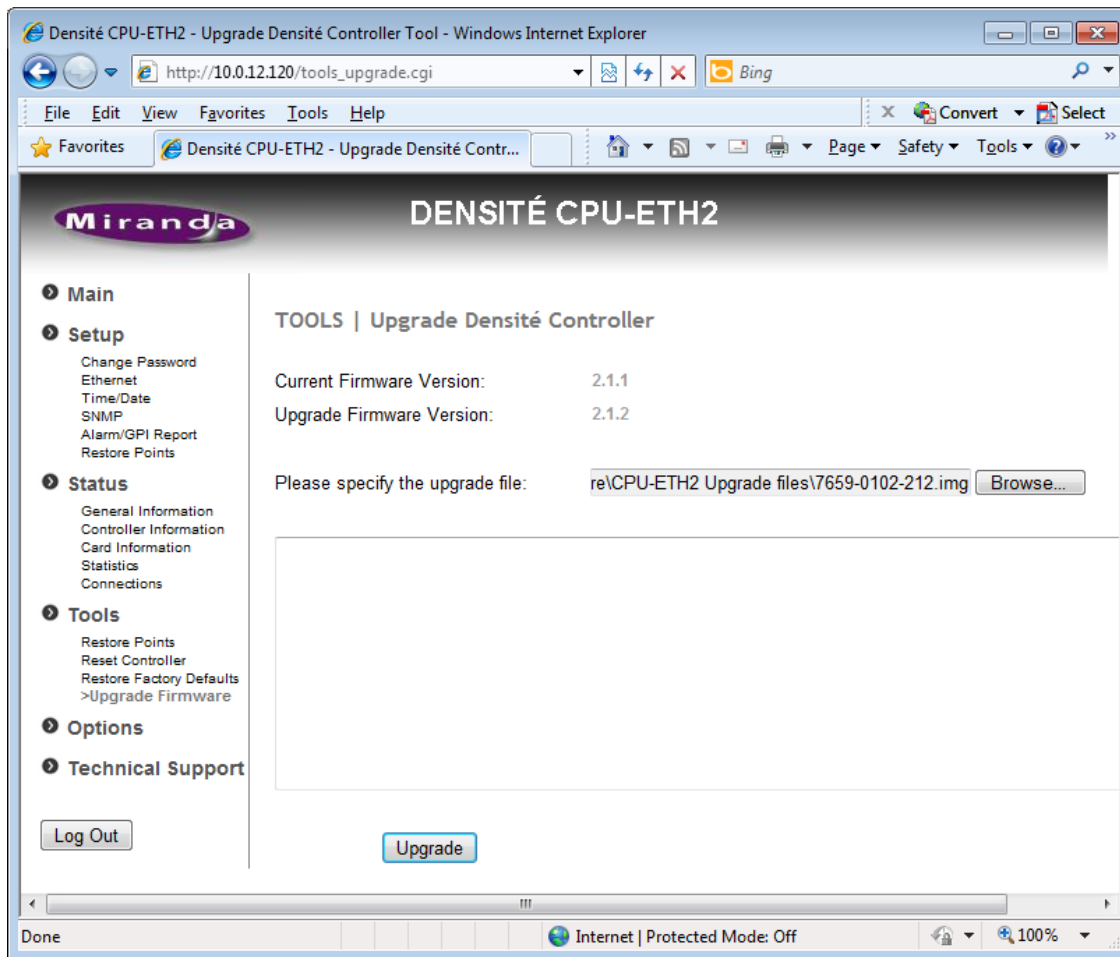 Densité CPU-ETH2 - Upgrade Densité Controller Tool - Windows Internet Explorer
http://10.0.12.120/tools_upgrade.cgi
Bing
File Edit View Favorites Tools Help
Convert
Select
Favorites
Densité CPU-ETH2 - Upgrade Densité Contr...
Page
Safety
Tools
Miranda
DENSITÉ CPU-ETH2
Main
Setup
Change Password
Ethernet
Time/Date
SNMP
Alarm/GPI Report
Restore Points
Status
General Information
Controller Information
Card Information
Statistics
Connections
Tools
Restore Points
Reset Controller
Restore Factory Defaults
>Upgrade Firmware
Options
Technical Support
Log Out
TOOLS | Upgrade Densité Controller
Current Firmware Version: 2.1.1
Upgrade Firmware Version: 2.1.2
Please specify the upgrade file: re\CPU-ETH2 Upgrade files\7659-0102-212.img Browse...
Upgrade
Done
Internet | Protected Mode: Off
100%